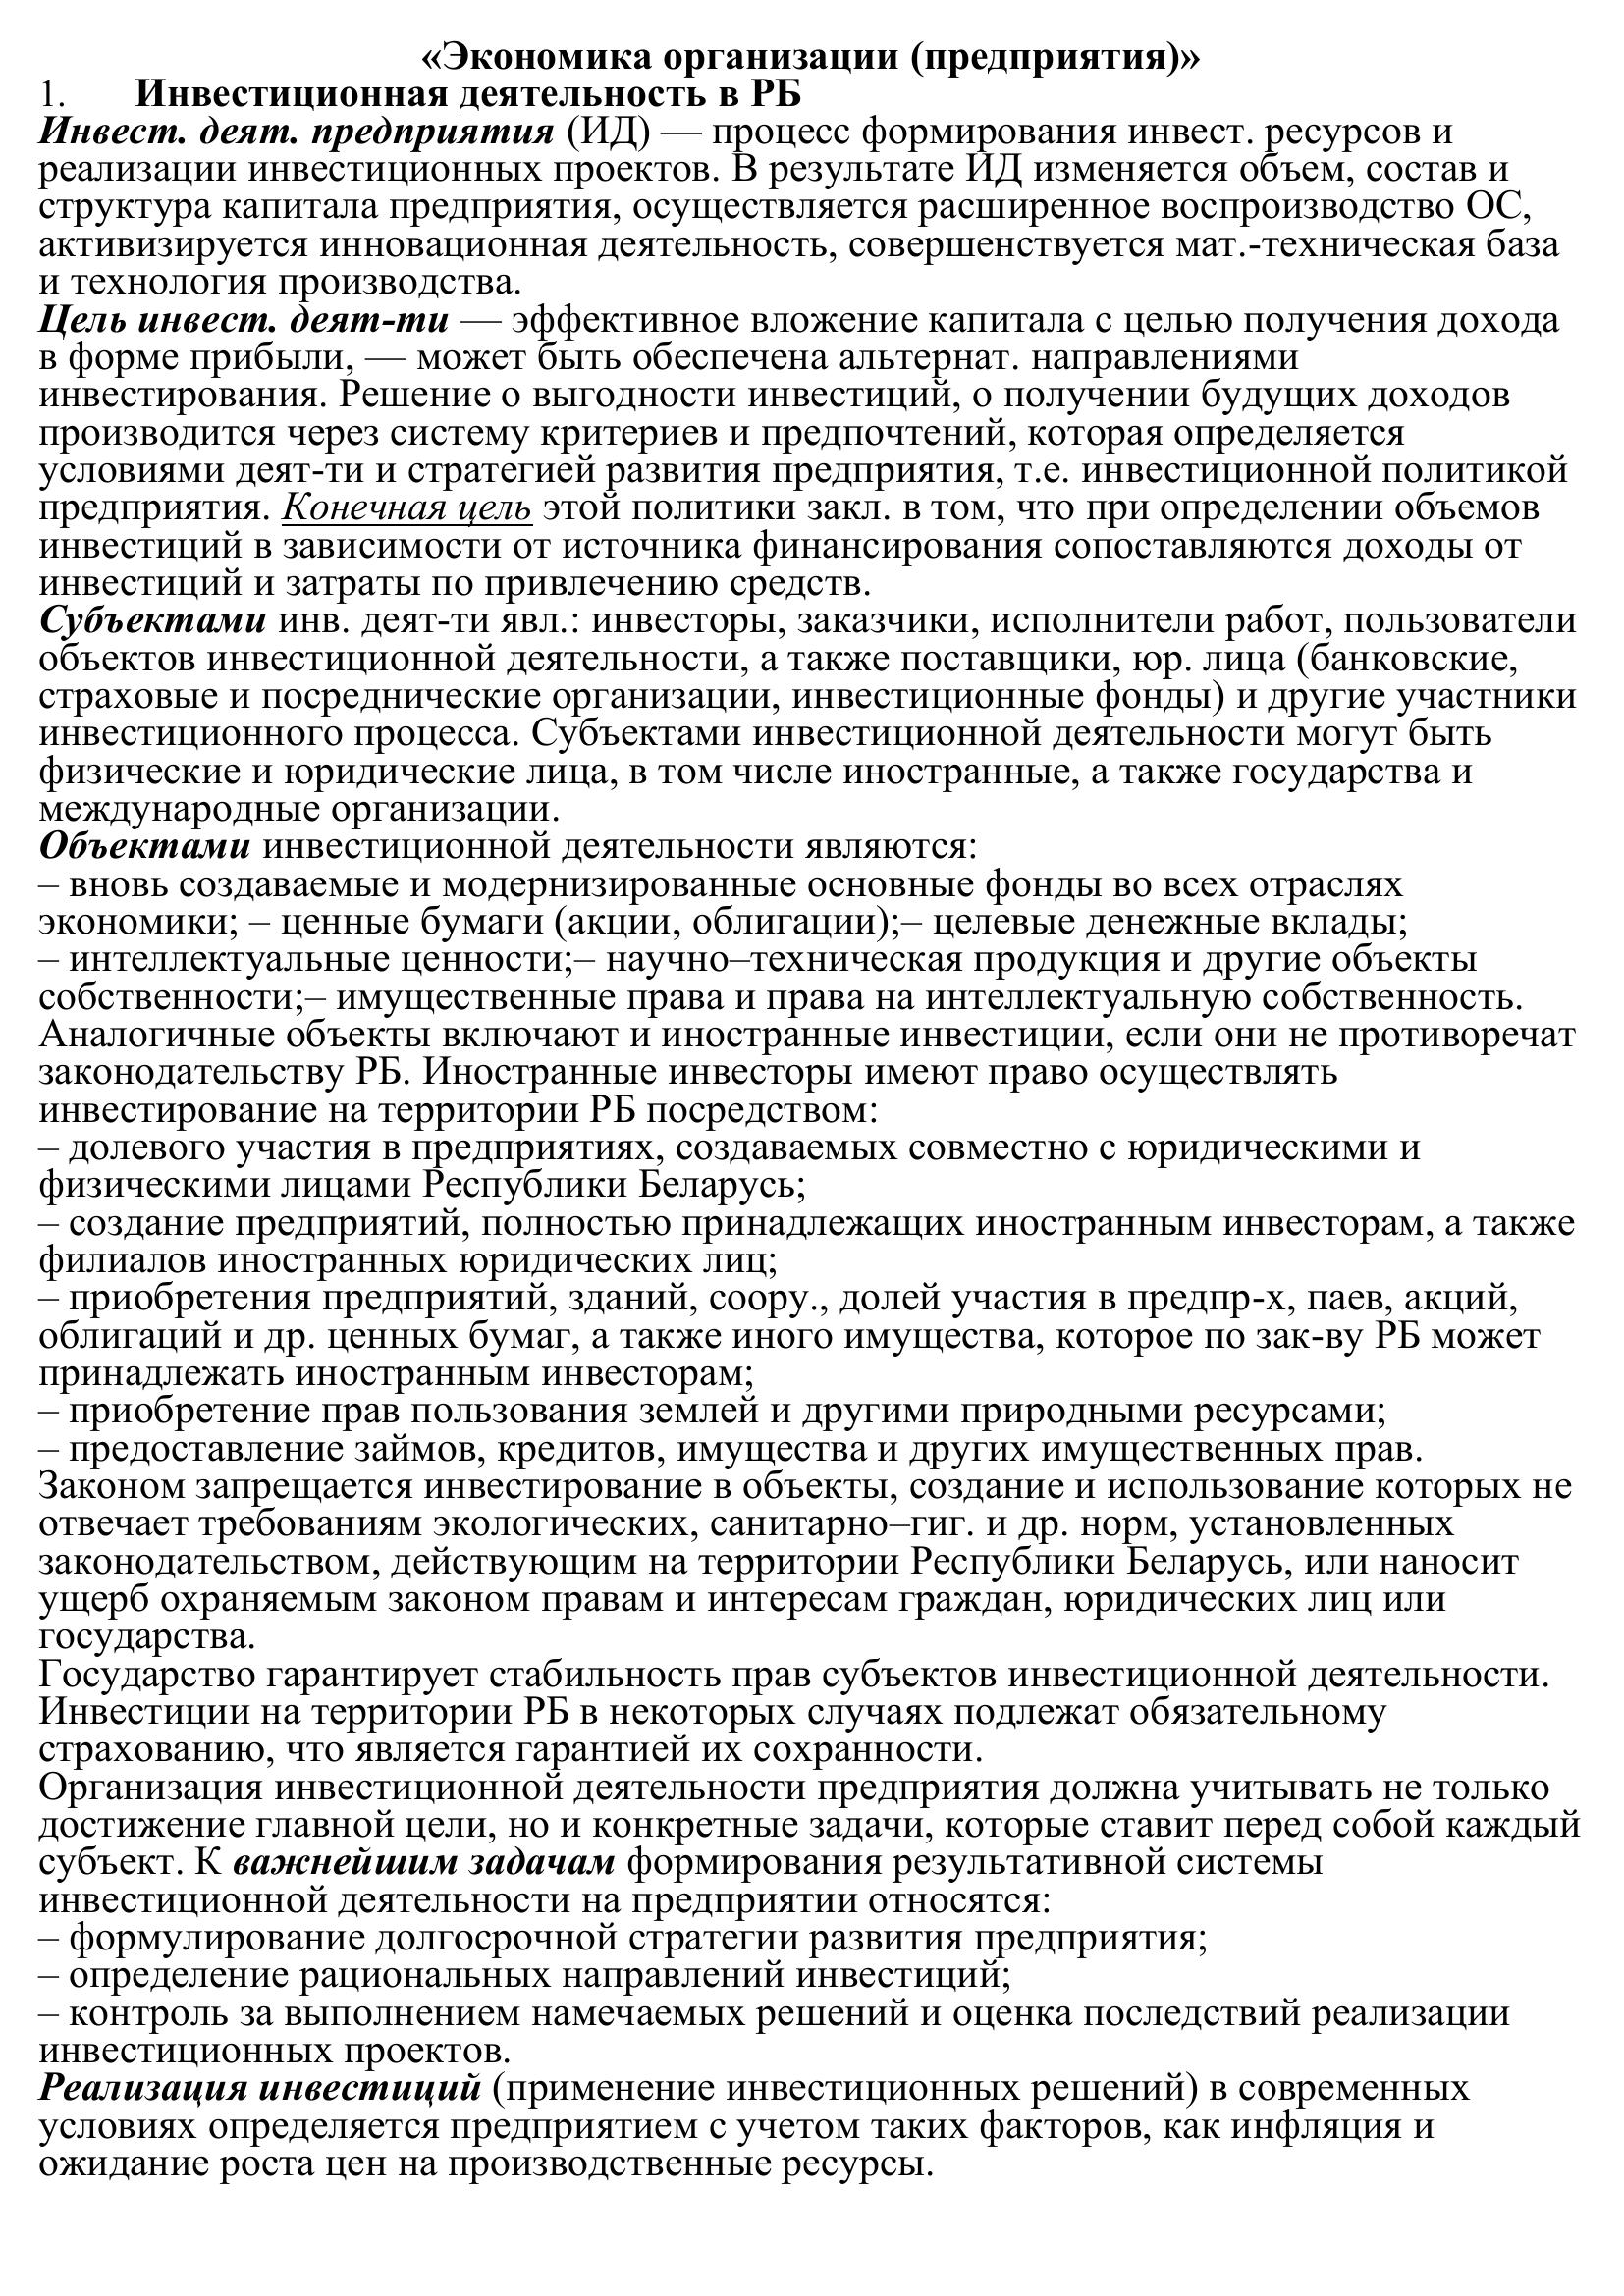 «Экономика организации (предприятия)»
1. Инвестиционная деятельность в РБ
Инвест. деят. предприятия (ИД) — процесс формирования инвест. ресурсов и
реализации инвестиционных проектов. В результате ИД изменяется объем, состав и
структура капитала предприятия, осуществляется расширенное воспроизводство ОС,
активизируется инновационная деятельность, совершенствуется мат.-техническая база
и технология производства.
Цель инвест. деят-ти — эффективное вложение капитала с целью получения дохода
в форме прибыли, — может быть обеспечена альтернат. направлениями
инвестирования. Решение о выгодности инвестиций, о получении будущих доходов
производится через систему критериев и предпочтений, которая определяется
условиями деят-ти и стратегией развития предприятия, т.е. инвестиционной политикой
предприятия. Конечная цель этой политики закл. в том, что при определении объемов
инвестиций в зависимости от источника финансирования сопоставляются доходы от
инвестиций и затраты по привлечению средств.
Субъектами инв. деят-ти явл.: инвесторы, заказчики, исполнители работ, пользователи
объектов инвестиционной деятельности, а также поставщики, юр. лица (банковские,
страховые и посреднические организации, инвестиционные фонды) и другие участники
инвестиционного процесса. Субъектами инвестиционной деятельности могут быть
физические и юридические лица, в том числе иностранные, а также государства и
международные организации.
Объектами инвестиционной деятельности являются:
– вновь создаваемые и модернизированные основные фонды во всех отраслях
экономики; – ценные бумаги (акции, облигации);– целевые денежные вклады;
– интеллектуальные ценности;– научно–техническая продукция и другие объекты
собственности;– имущественные права и права на интеллектуальную собственность.
Аналогичные объекты включают и иностранные инвестиции, если они не противоречат
законодательству РБ. Иностранные инвесторы имеют право осуществлять
инвестирование на территории РБ посредством:
– долевого участия в предприятиях, создаваемых совместно с юридическими и
физическими лицами Республики Беларусь;
– создание предприятий, полностью принадлежащих иностранным инвесторам, а также
филиалов иностранных юридических лиц;
– приобретения предприятий, зданий, соору., долей участия в предпр-х, паев, акций,
облигаций и др. ценных бумаг, а также иного имущества, которое по зак-ву РБ может
принадлежать иностранным инвесторам;
– приобретение прав пользования землей и другими природными ресурсами;
– предоставление займов, кредитов, имущества и других имущественных прав.
Законом запрещается инвестирование в объекты, создание и использование которых не
отвечает требованиям экологических, санитарно–гиг. и др. норм, установленных
законодательством, действующим на территории Республики Беларусь, или наносит
ущерб охраняемым законом правам и интересам граждан, юридических лиц или
государства.
Государство гарантирует стабильность прав субъектов инвестиционной деятельности.
Инвестиции на территории РБ в некоторых случаях подлежат обязательному
страхованию, что является гарантией их сохранности.
Организация инвестиционной деятельности предприятия должна учитывать не только
достижение главной цели, но и конкретные задачи, которые ставит перед собой каждый
субъект. К важнейшим задачам формирования результативной системы
инвестиционной деятельности на предприятии относятся:
– формулирование долгосрочной стратегии развития предприятия;
– определение рациональных направлений инвестиций;
– контроль за выполнением намечаемых решений и оценка последствий реализации
инвестиционных проектов.
Реализация инвестиций (применение инвестиционных решений) в современных
условиях определяется предприятием с учетом таких факторов, как инфляция и
ожидание роста цен на производственные ресурсы.